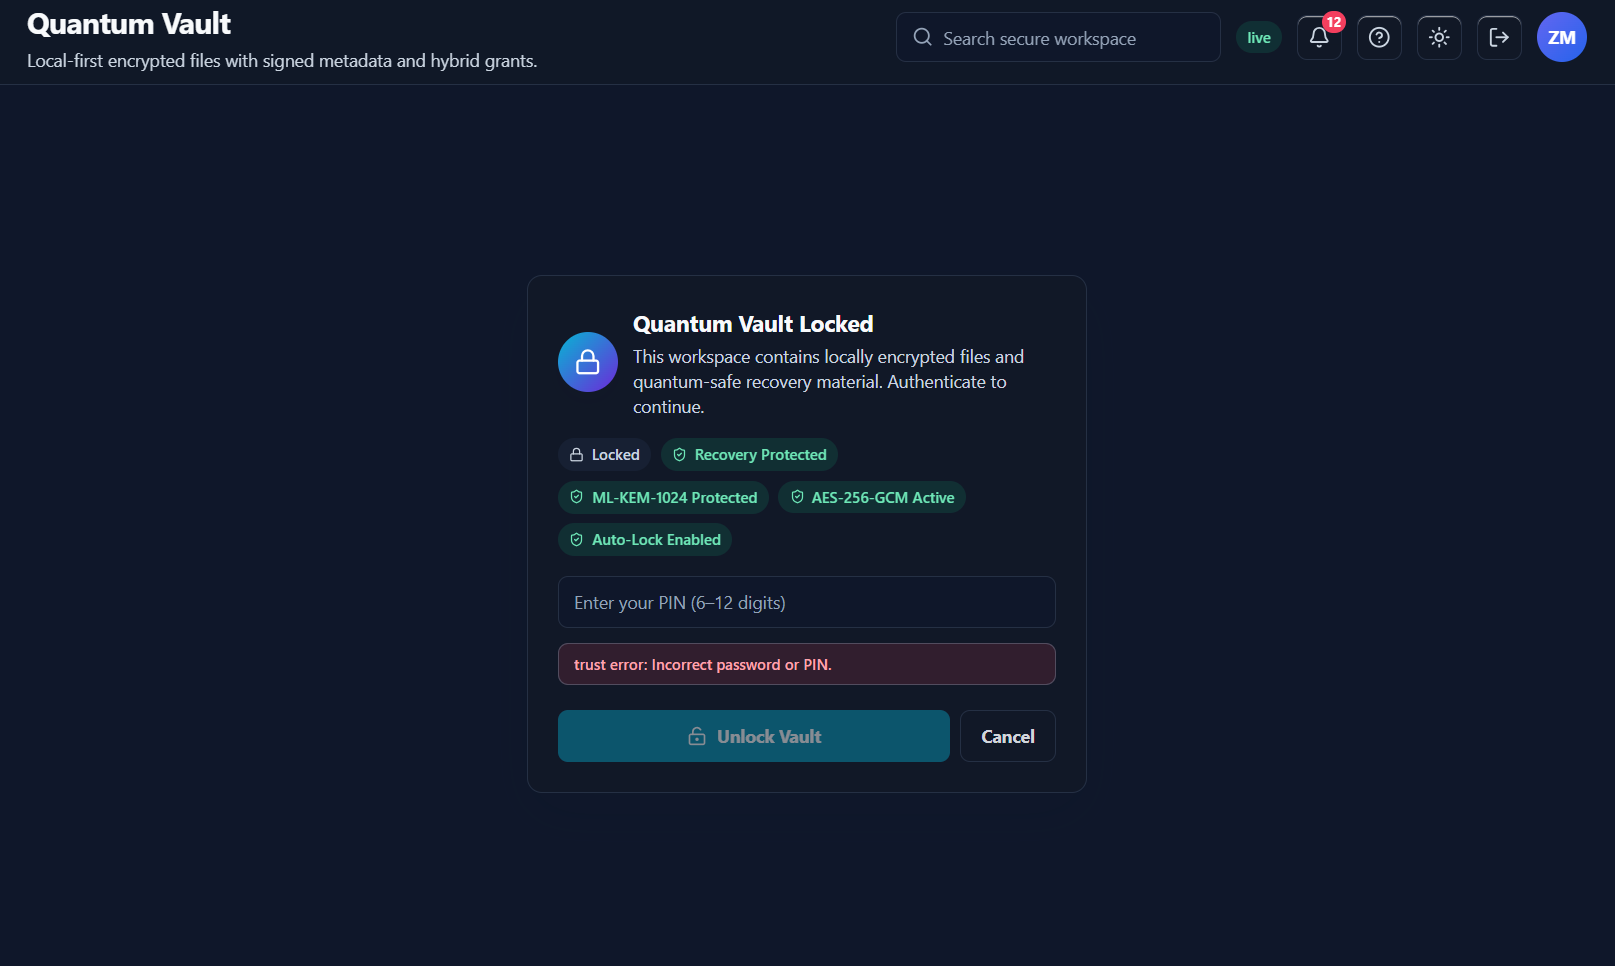 Quantum Vault
Local-first encrypted files with signed metadata and hybrid grants.
Search secure workspace
live
12
ZM
Quantum Vault Locked
This workspace contains locally encrypted files and
quantum-safe recovery material. Authenticate to
continue.
Locked
Recovery Protected
ML-KEM-1024 Protected
AES-256-GCM Active
Auto-Lock Enabled
Enter your PIN (6–12 digits)
trust error: Incorrect password or PIN.
Unlock Vault
Cancel